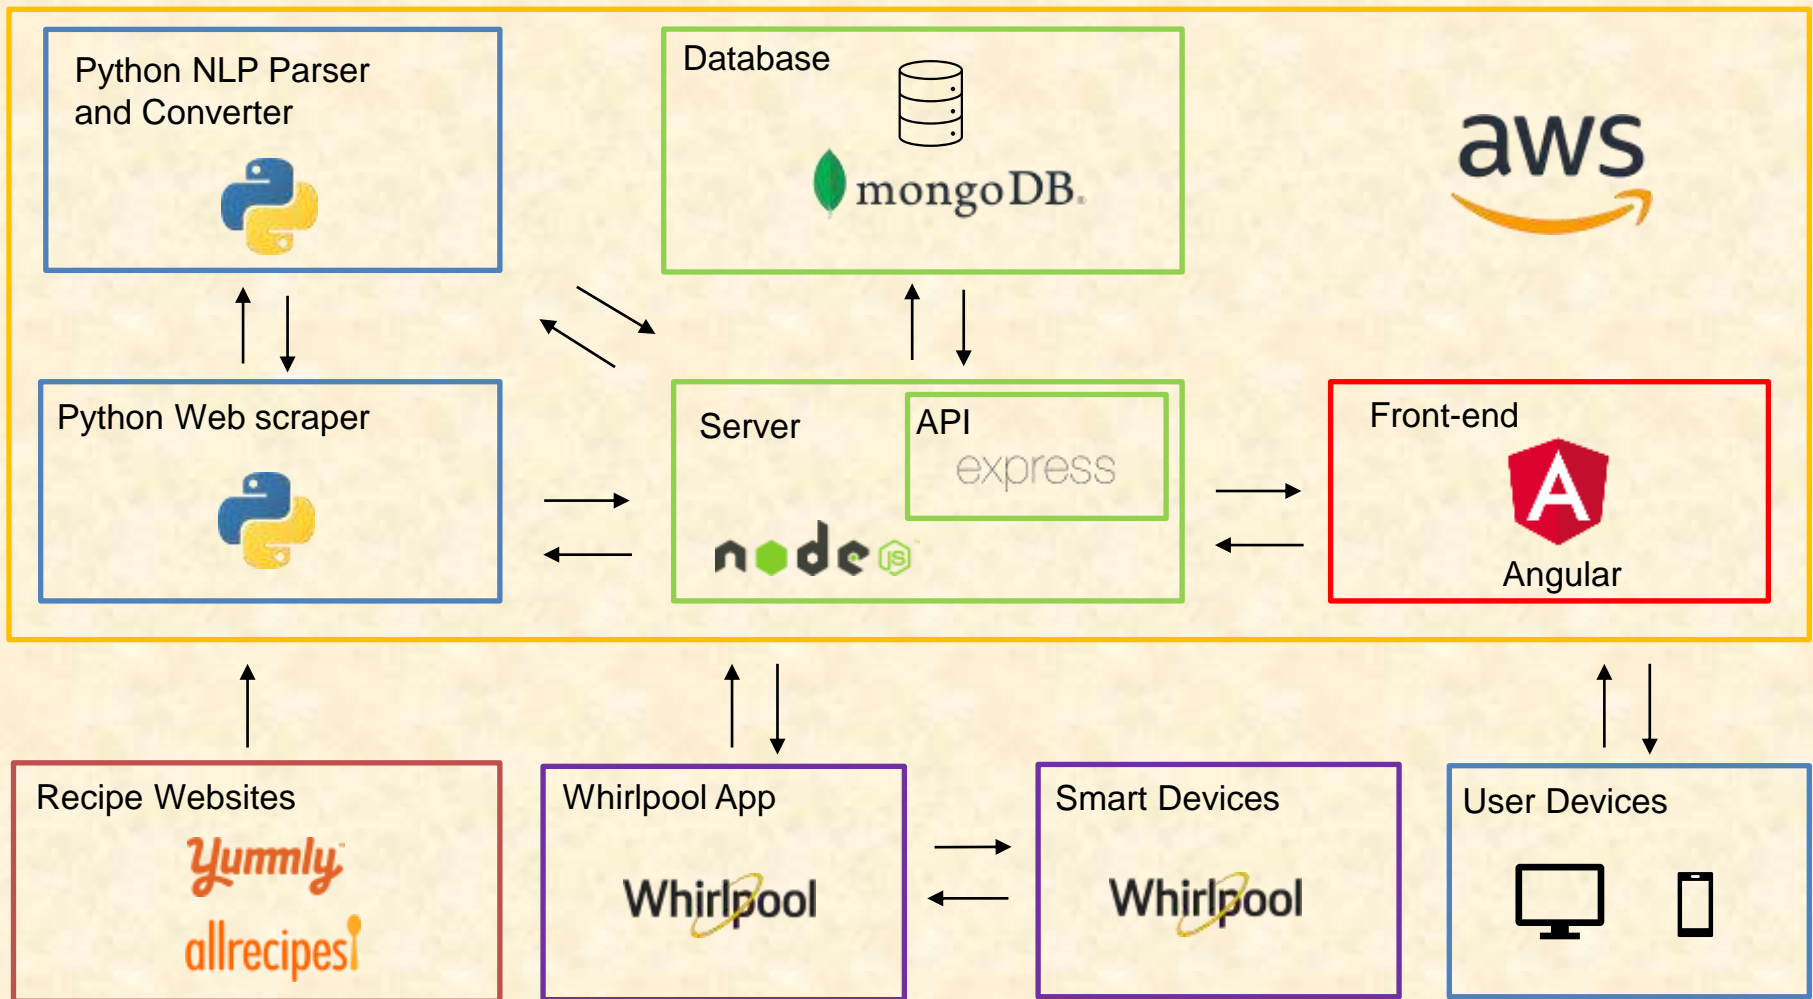 Python NLP Parser
and Converter
Database
mongoDB.
aws
Python Web scraper
Server
API
express
node
JS
Front-end
A
Angular
Recipe Websites
Yummly
allrecipes
Whirlpool App
Whirlpool
Smart Devices
Whirlpool
User Devices